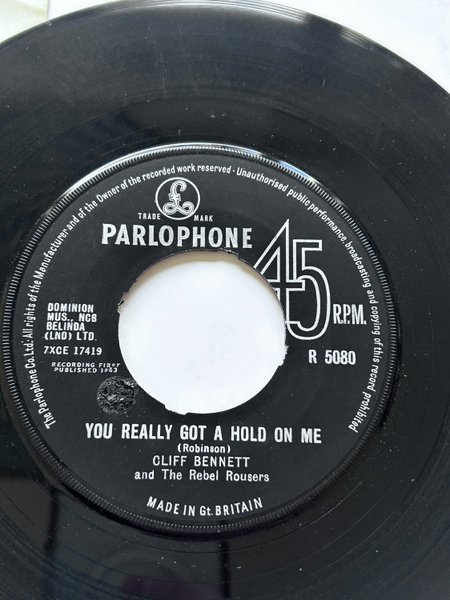 The Parlophone Co. Ltd. All rights of the Manufacturer and of the Owner of the recorded work reserved · Unauthorised public performance, broadcasting and copying of this record prohibited
£
TRADE MARK
PARLOPHONE
45
R.P.M.
DOMINION
MUS., NCB
BELINDA
(LND) LTD.
7XCE 17419
R 5080
RECORDING FIRST
PUBLISHED 1963
YOU REALLY GOT A HOLD ON ME
(Robinson)
CLIFF BENNETT
and The Rebel Rousers
MADE IN Gt. BRITAIN